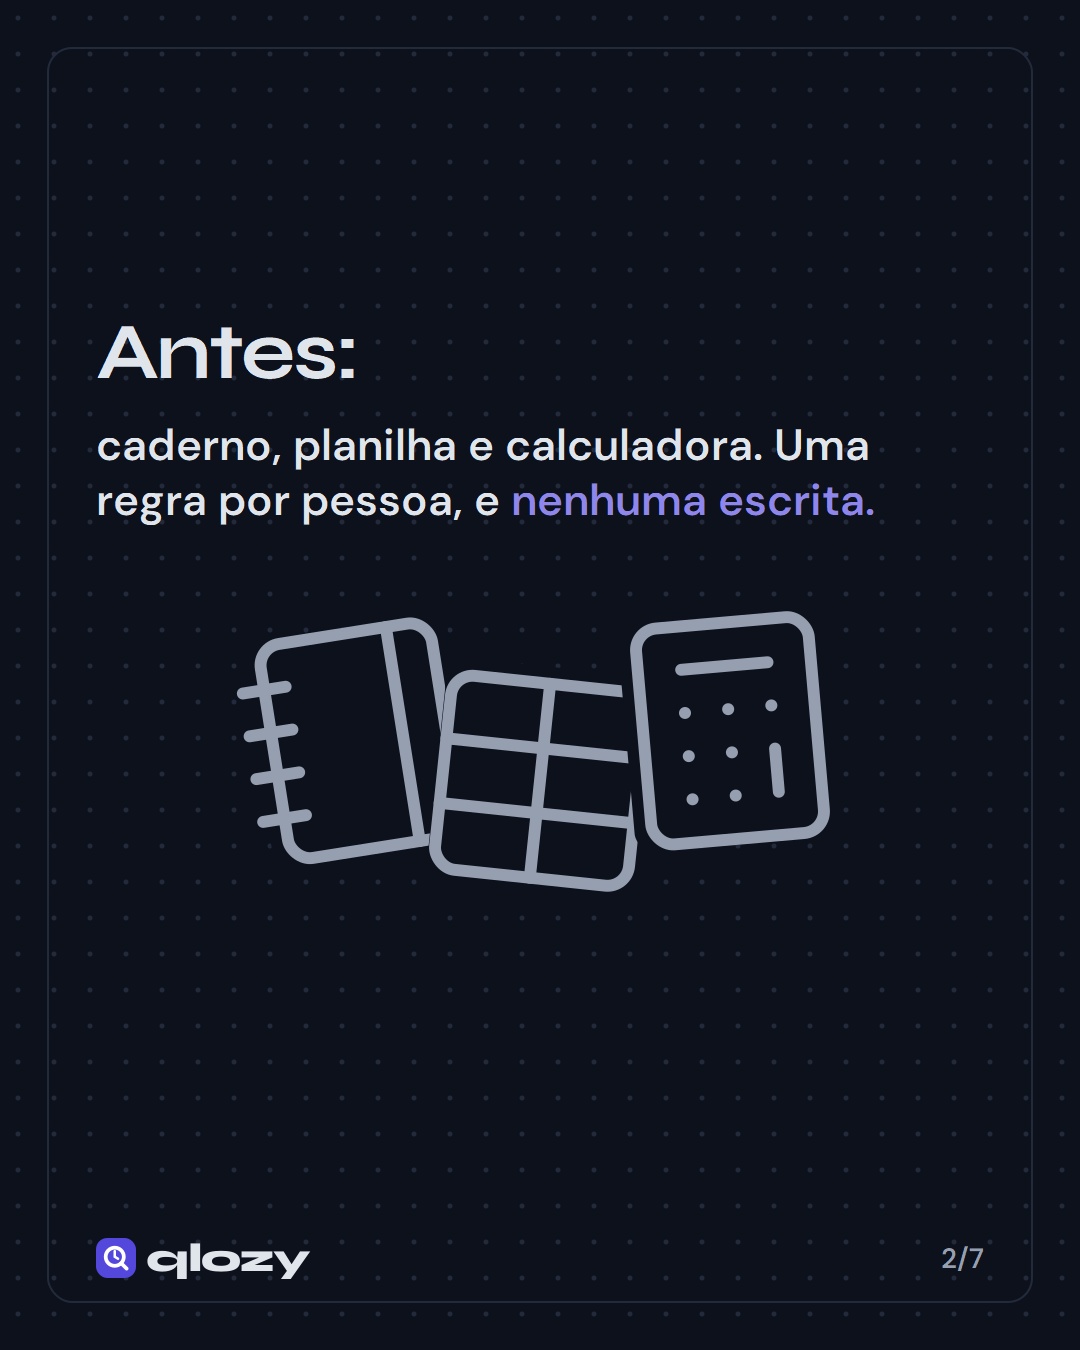 Antes:
caderno, planilha e calculadora. Uma
regra por pessoa, e nenhuma escrita.
qlozy
2/7